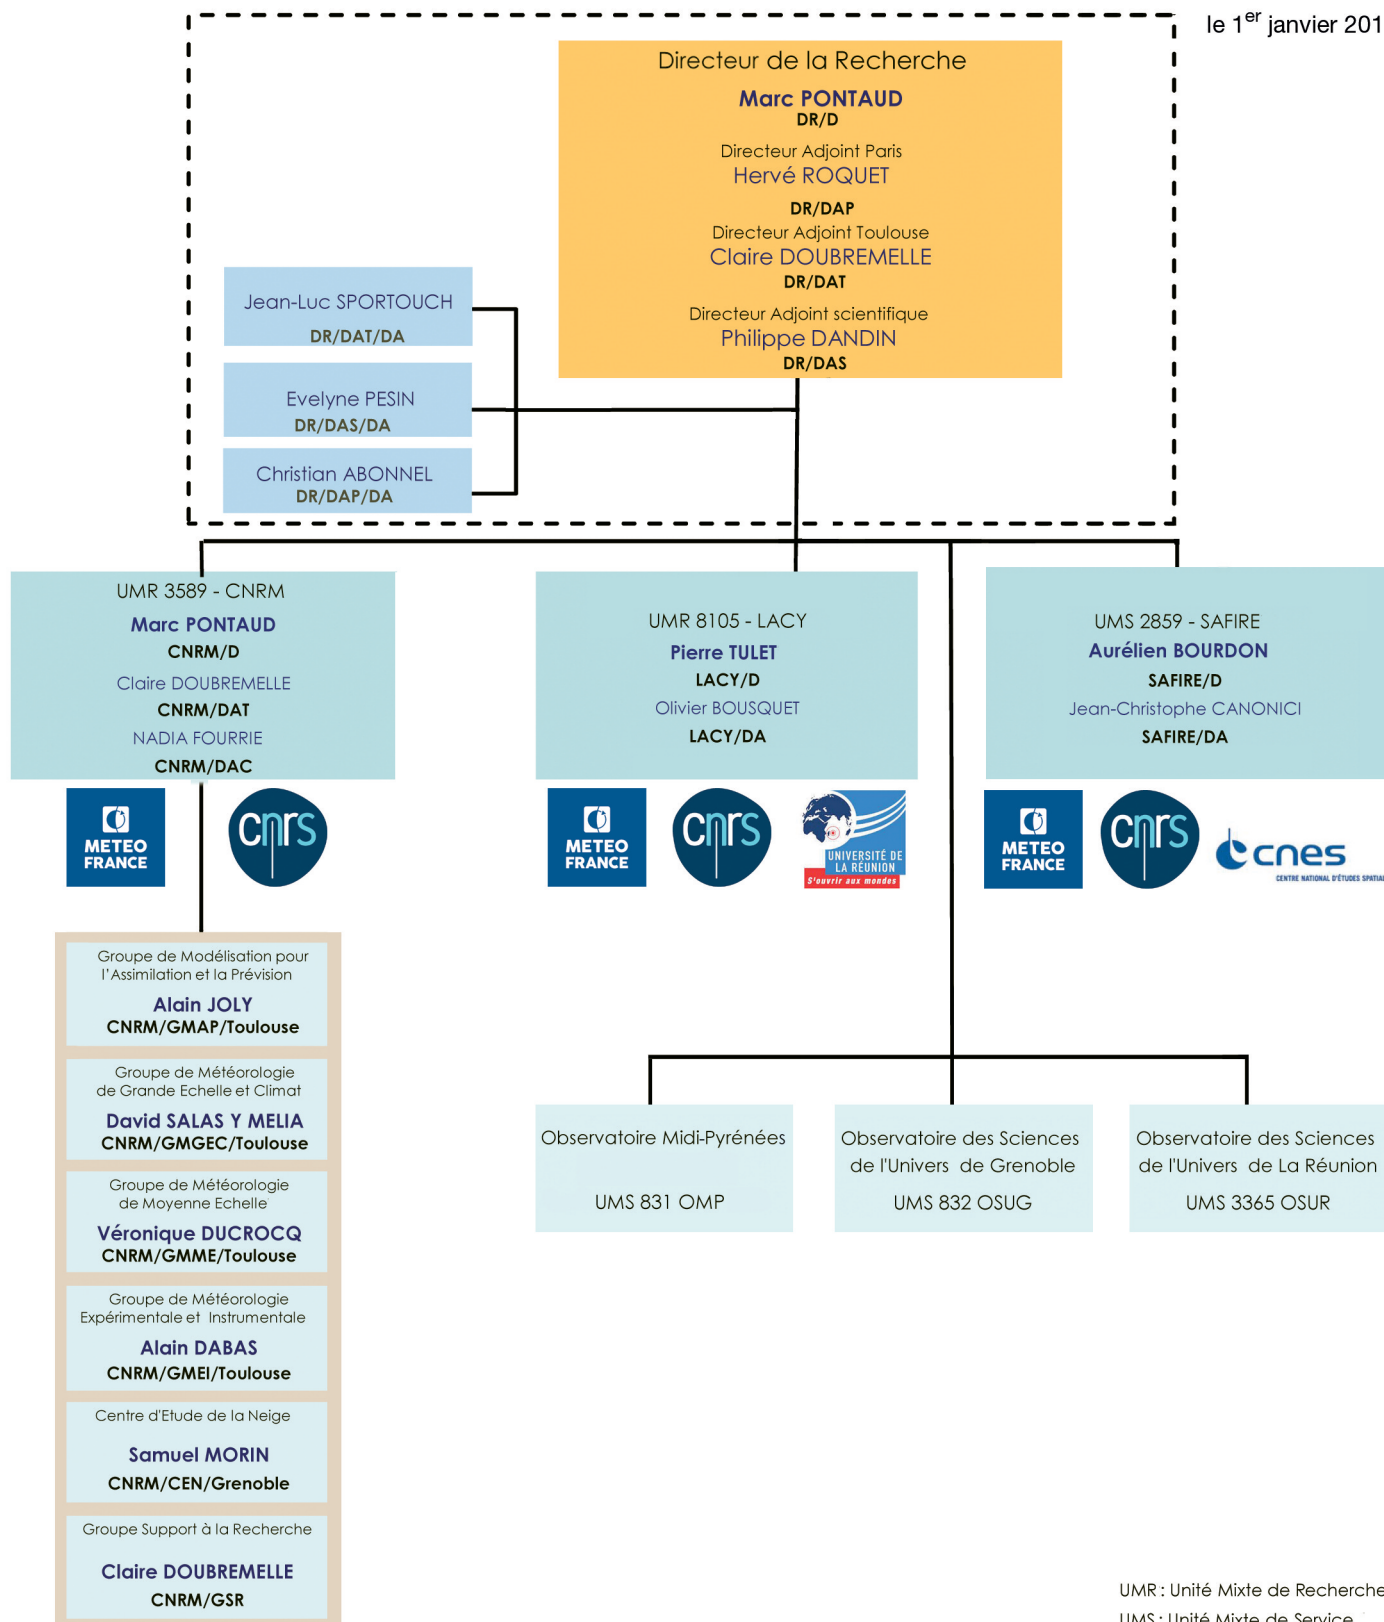 le 1er janvier 201
Directeur de la Recherche
Marc PONTAUD
DR/D
Directeur Adjoint Paris
Hervé ROQUET
DR/DAP
Directeur Adjoint Toulouse
Claire DOUBREMELLE
DR/DAT
Directeur Adjoint scientifique
Philippe DANDIN
DR/DAS
Jean-Luc SPORTOUCH
DR/DAT/DA
Evelyne PESIN
DR/DAS/DA
Christian ABONNEL
DR/DAP/DA
UMR 3589 - CNRM
Marc PONTAUD
CNRM/D
Claire DOUBREMELLE
CNRM/DAT
NADIA FOURRIE
CNRM/DAC
METEO
FRANCE
cnrs
UMR 8105 - LACY
Pierre TULET
LACY/D
Olivier BOUSQUET
LACY/DA
METEO
FRANCE
cnrs
UNIVERSITÉ DE
LA RÉUNION
S'ouvrir aux mondes
UMS 2859 - SAFIRE
Aurélien BOURDON
SAFIRE/D
Jean-Christophe CANONICI
SAFIRE/DA
METEO
FRANCE
cnrs
cnes
CENTRE NATIONAL D'ÉTUDES SPATIAL
Groupe de Modélisation pour
l'Assimilation et la Prévision
Alain JOLY
CNRM/GMAP/Toulouse
Groupe de Météorologie
de Grande Echelle et Climat
David SALAS Y MELIA
CNRM/GMGEC/Toulouse
Groupe de Météorologie
de Moyenne Echelle
Véronique DUCROCQ
CNRM/GMME/Toulouse
Groupe de Météorologie
Expérimentale et Instrumentale
Alain DABAS
CNRM/GMEI/Toulouse
Centre d'Etude de la Neige
Samuel MORIN
CNRM/CEN/Grenoble
Groupe Support à la Recherche
Claire DOUBREMELLE
CNRM/GSR
Observatoire Midi-Pyrénées
UMS 831 OMP
Observatoire des Sciences
de l'Univers de Grenoble
UMS 832 OSUG
Observatoire des Sciences
de l'Univers de La Réunion
UMS 3365 OSUR
UMR : Unité Mixte de Recherche
UMS : Unité Mixte de Service